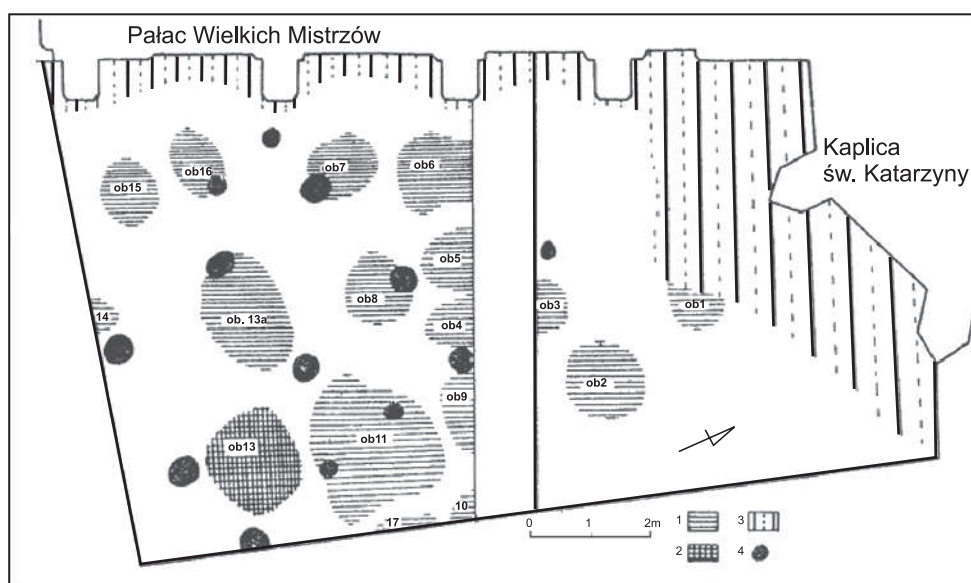 Pałac Wielkich Mistrzów
Kaplica
św. Katarzyny
ob16
ob7
ob6
ob15
ob5
ob8
ob3
ob1
14
ob. 13a
ob4
ob2
ob9
ob13
ob11
10
17
0 1 2m
1
3
2
4